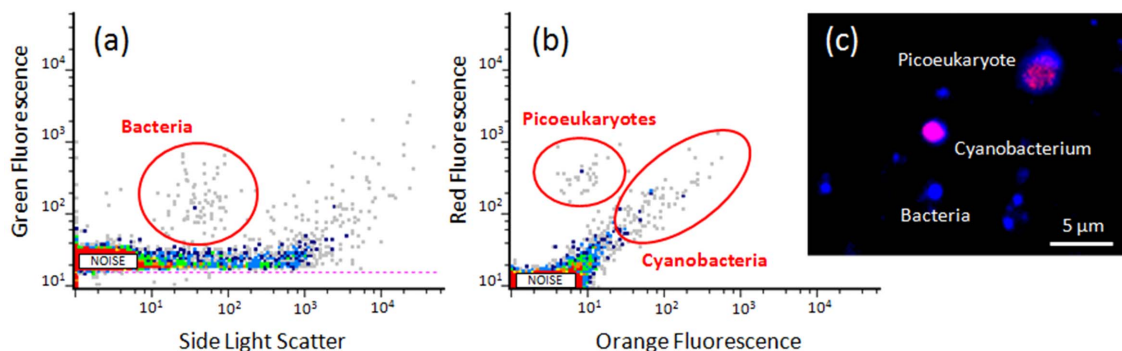 (a)
Green Fluorescence
10⁴
10³
10²
10¹
Bacteria
NOISE
10¹ 10² 10³ 10⁴
Side Light Scatter
(b)
Red Fluorescence
10⁴
10³
10²
10¹
Picoeukaryotes
Cyanobacteria
NOISE
10¹ 10² 10³ 10⁴
Orange Fluorescence
(c)
Picoeukaryote
Cyanobacterium
Bacteria
5 µm